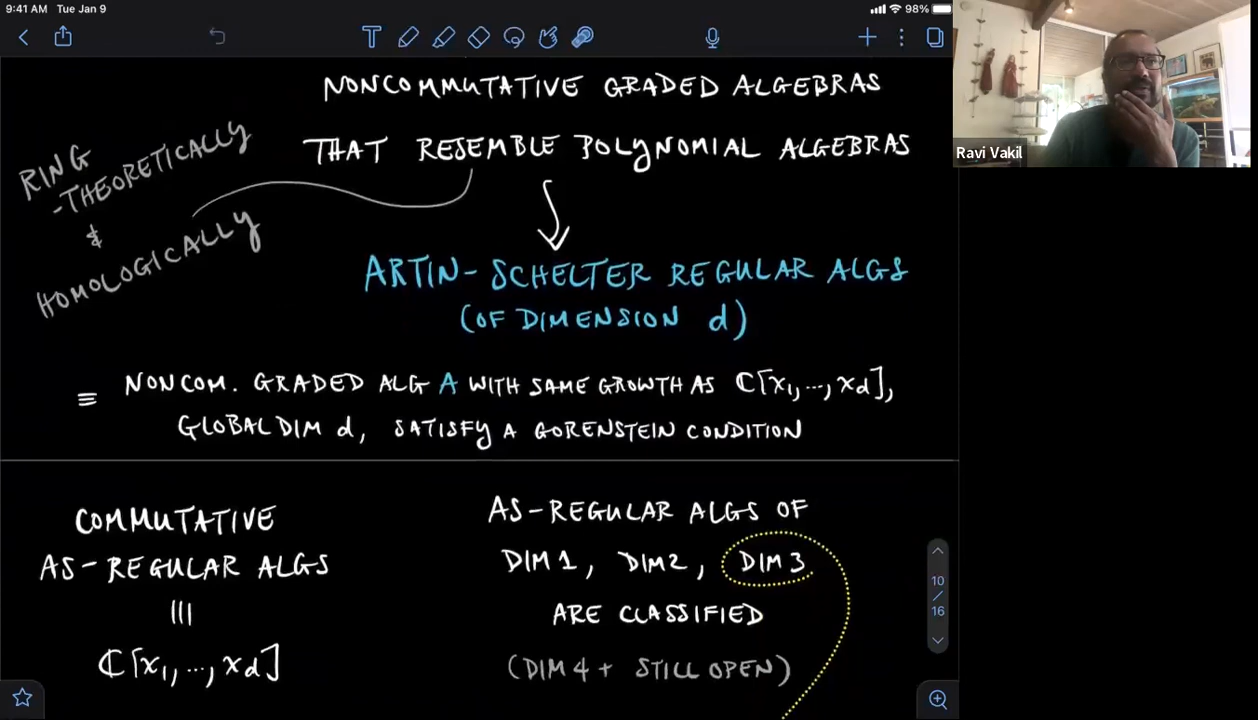 9:41 AM Tue Jan 9
98%
Ravi Vakil
NONCOMMUTATIVE GRADED ALGEBRAS
THAT RESEMBLE POLYNOMIAL ALGEBRAS
RING
-THEORETICALLY
&
HOMOLOGICALLY
ARTIN-SCHELTER REGULAR ALGS
(OF DIMENSION d)
≡ NONCOM. GRADED ALG A WITH SAME GROWTH AS ℂ[x₁,...,x_d],
GLOBAL DIM d, SATISFY A GORENSTEIN CONDITION
COMMUTATIVE
AS-REGULAR ALGS
|||
ℂ[x₁,...,x_d]
AS-REGULAR ALGS OF
DIM 1, DIM 2, DIM 3
ARE CLASSIFIED
(DIM 4+ STILL OPEN)
10
/
16